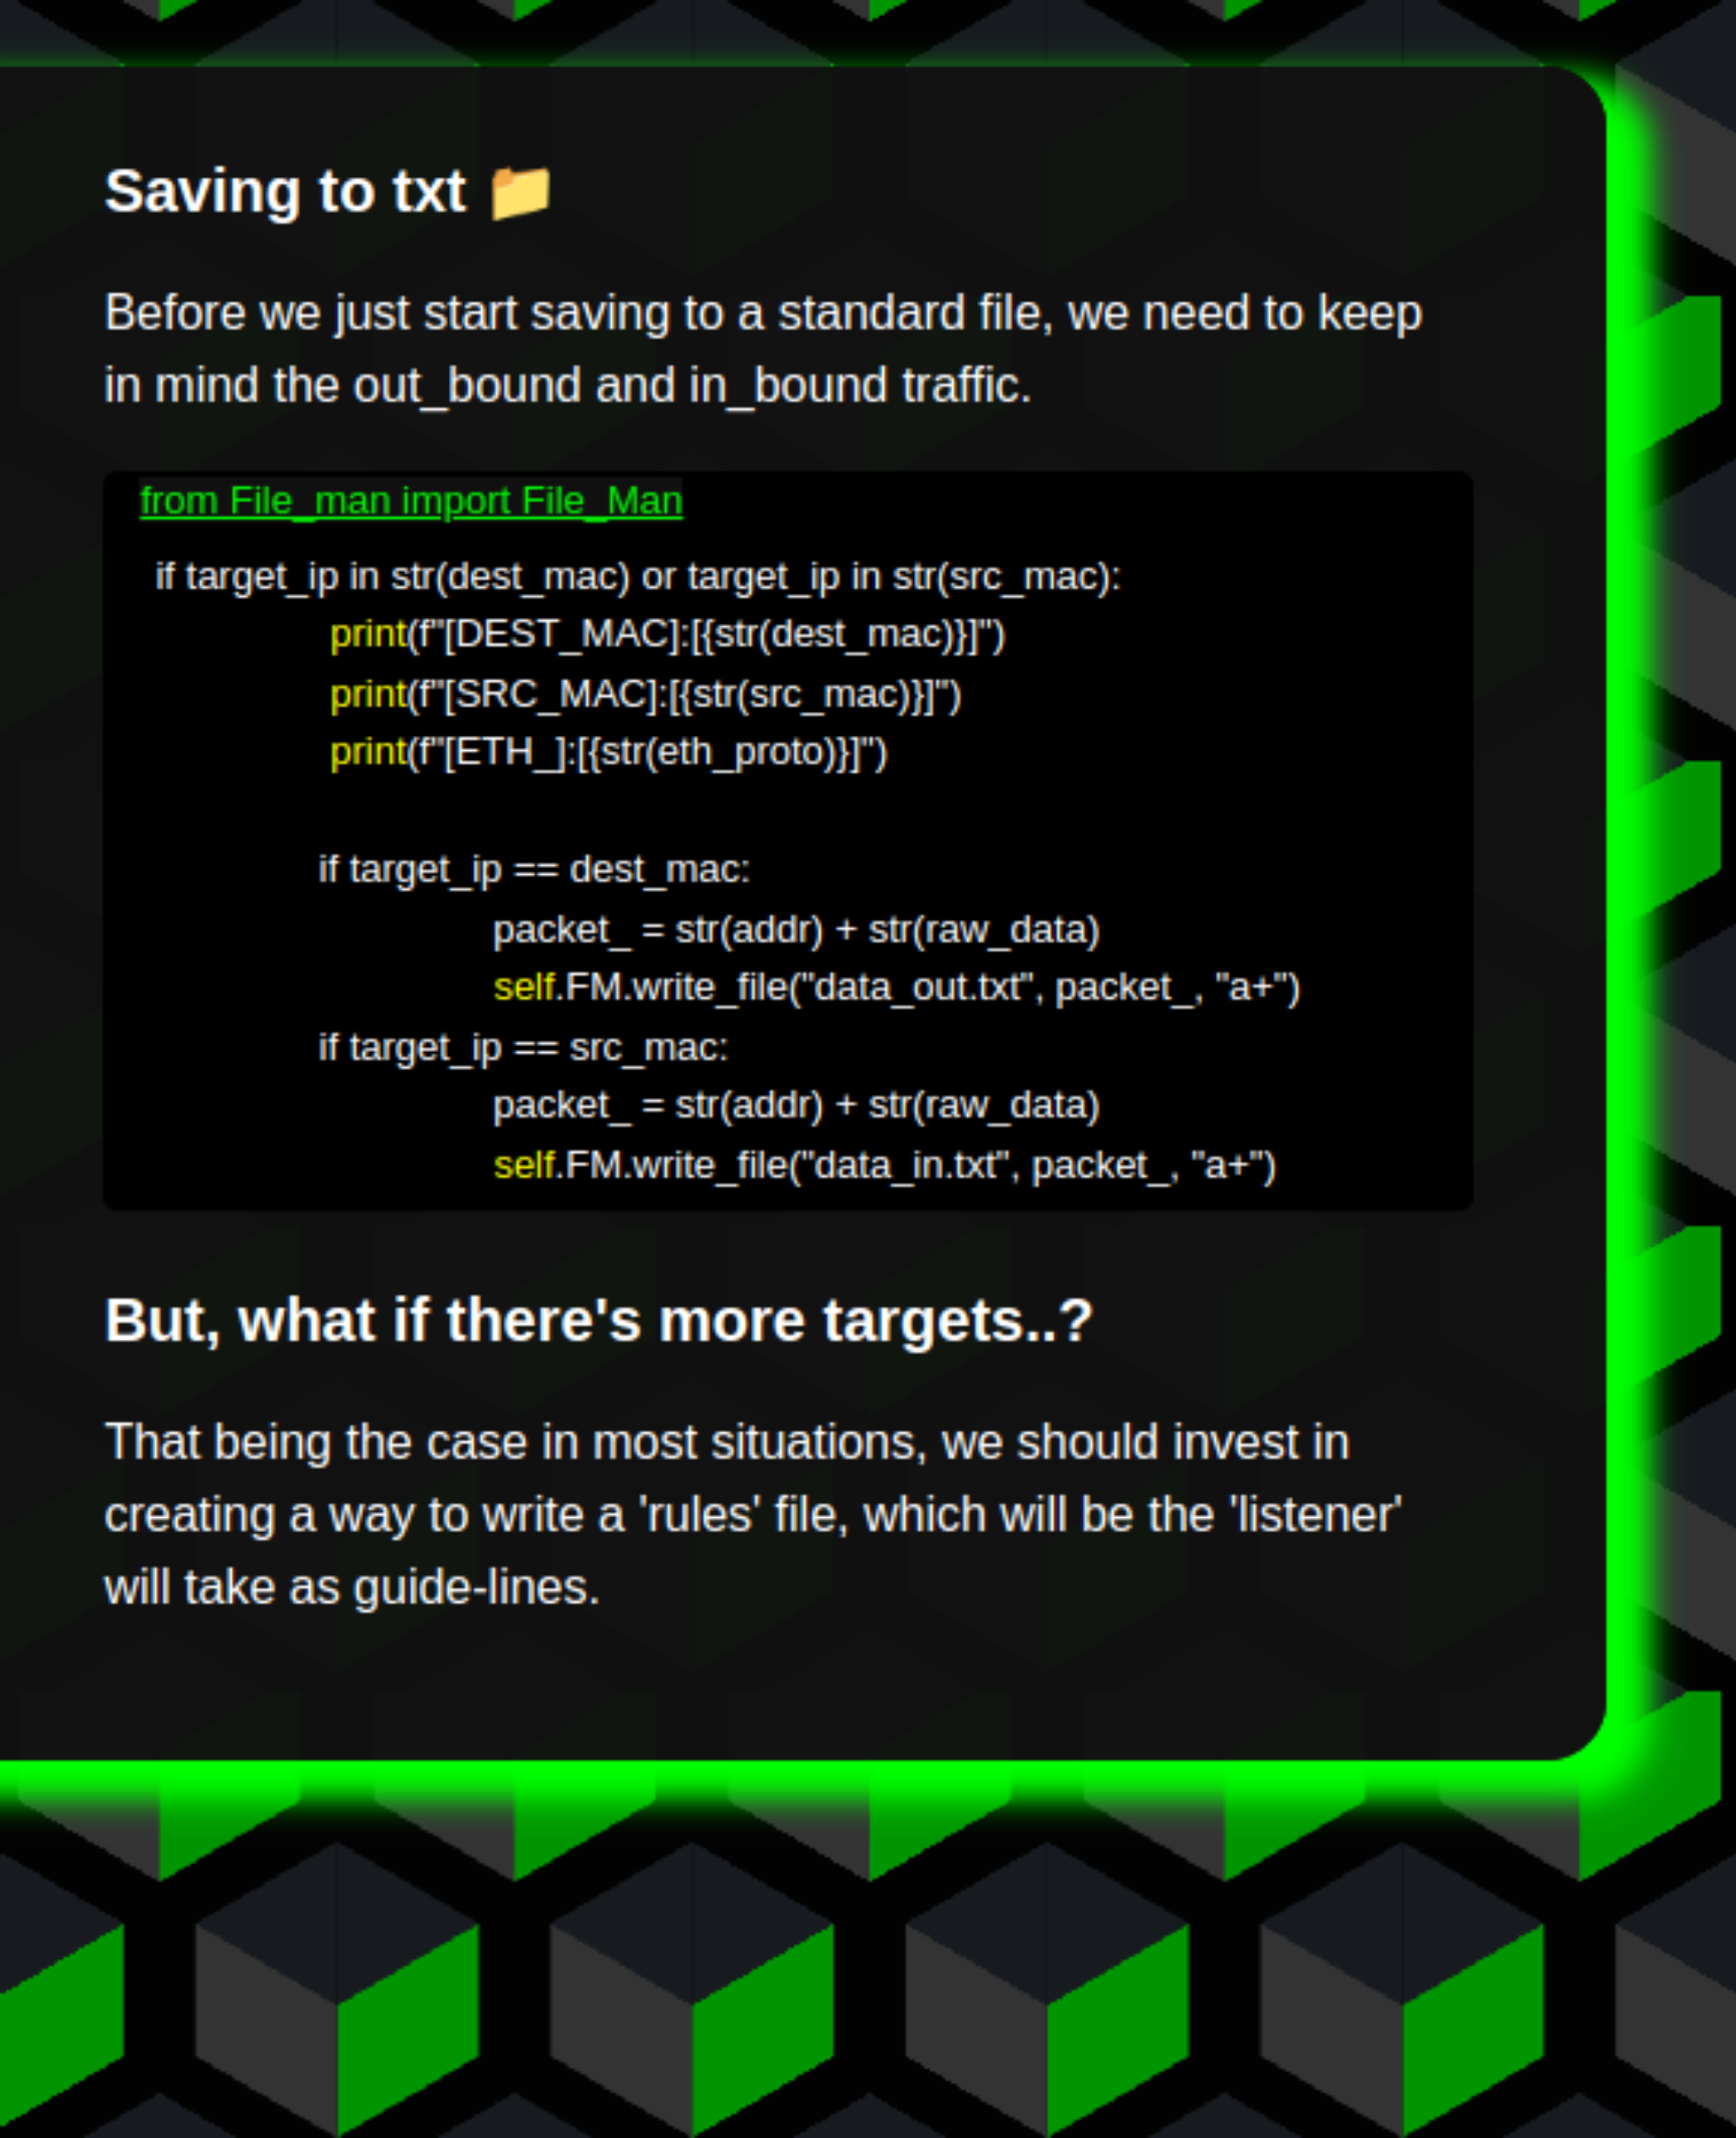 Saving to txt 📁
Before we just start saving to a standard file, we need to keep
in mind the out_bound and in_bound traffic.
from File_man import File_Man
if target_ip in str(dest_mac) or target_ip in str(src_mac):
print(f"[DEST_MAC]:[{str(dest_mac)}]")
print(f"[SRC_MAC]:[{str(src_mac)}]")
print(f"[ETH_]:[{str(eth_proto)}]")
if target_ip == dest_mac:
packet_ = str(addr) + str(raw_data)
self.FM.write_file("data_out.txt", packet_, "a+")
if target_ip == src_mac:
packet_ = str(addr) + str(raw_data)
self.FM.write_file("data_in.txt", packet_, "a+")
But, what if there's more targets..?
That being the case in most situations, we should invest in
creating a way to write a 'rules' file, which will be the 'listener'
will take as guide-lines.